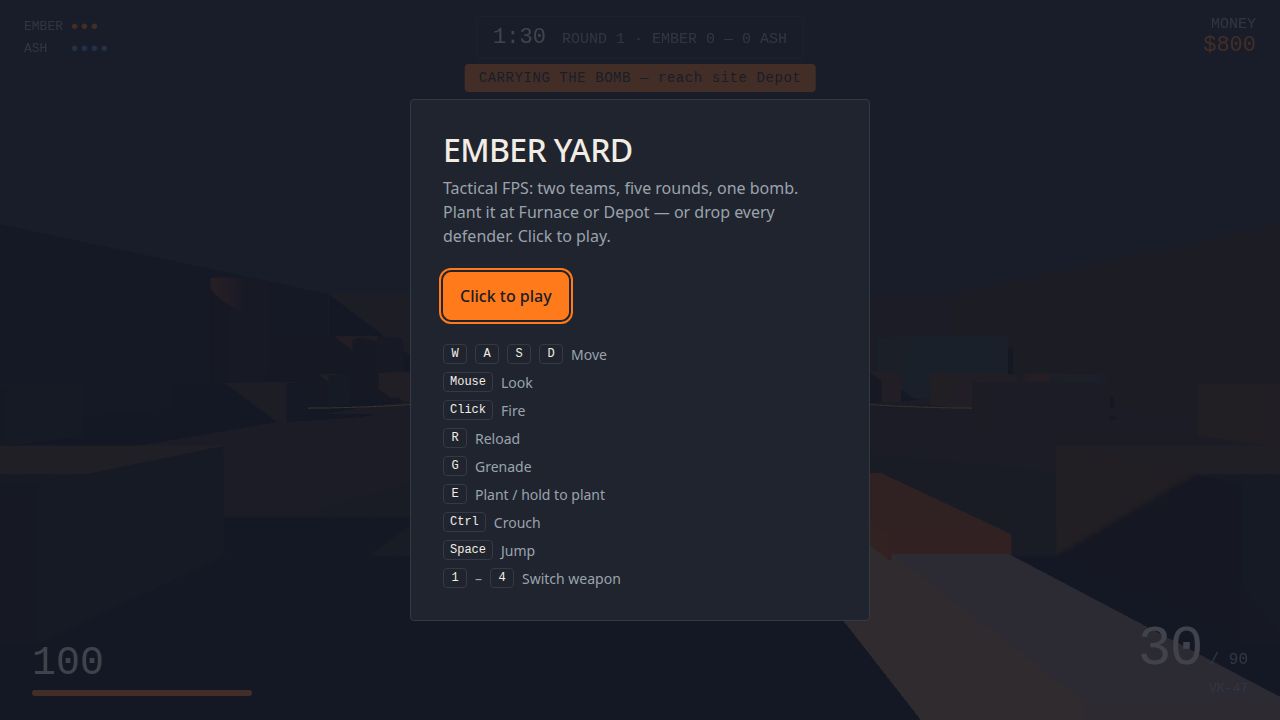 EMBER
ASH
1:30 ROUND 1 · EMBER 0 — 0 ASH
MONEY
$800
CARRYING THE BOMB — reach site Depot
EMBER YARD
Tactical FPS: two teams, five rounds, one bomb.
Plant it at Furnace or Depot — or drop every
defender. Click to play.
Click to play
W A S D Move
Mouse Look
Click Fire
R Reload
G Grenade
E Plant / hold to plant
Ctrl Crouch
Space Jump
1 – 4 Switch weapon
100
30 / 90
VK-47